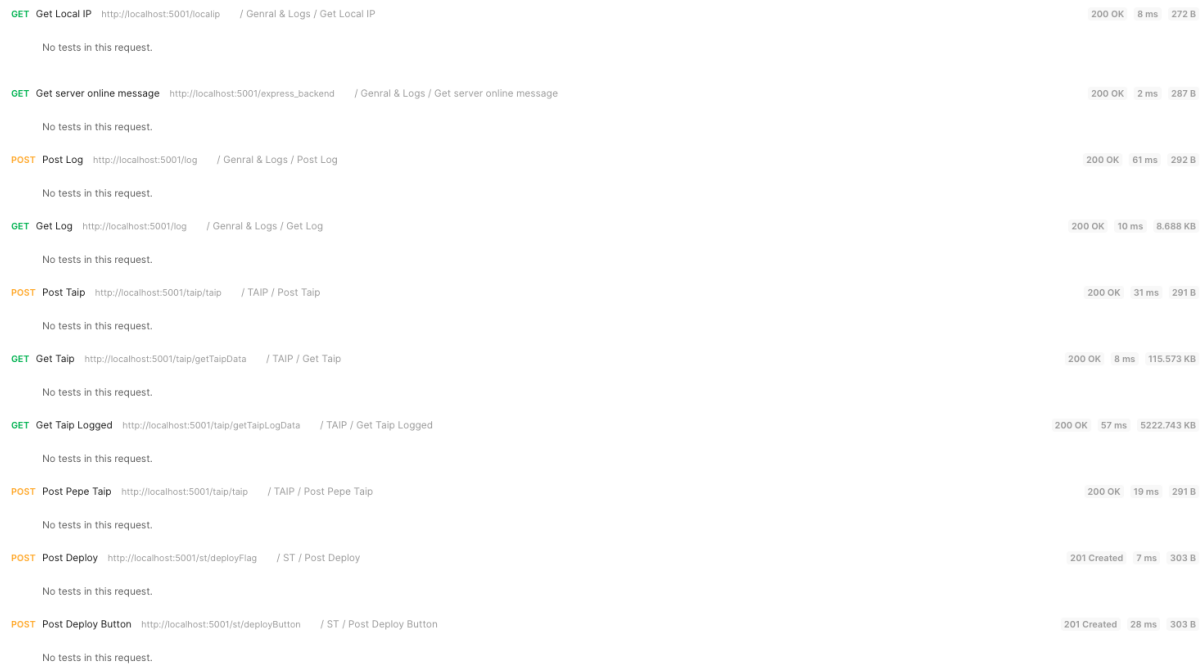 GET Get Local IP http://localhost:5001/localip / Genral & Logs / Get Local IP 200 OK 8 ms 272 B
No tests in this request.
GET Get server online message http://localhost:5001/express_backend / Genral & Logs / Get server online message 200 OK 2 ms 287 B
No tests in this request.
POST Post Log http://localhost:5001/log / Genral & Logs / Post Log 200 OK 61 ms 292 B
No tests in this request.
GET Get Log http://localhost:5001/log / Genral & Logs / Get Log 200 OK 10 ms 8.688 KB
No tests in this request.
POST Post Taip http://localhost:5001/taip/taip / TAIP / Post Taip 200 OK 31 ms 291 B
No tests in this request.
GET Get Taip http://localhost:5001/taip/getTaipData / TAIP / Get Taip 200 OK 8 ms 115.573 KB
No tests in this request.
GET Get Taip Logged http://localhost:5001/taip/getTaipLogData / TAIP / Get Taip Logged 200 OK 57 ms 5222.743 KB
No tests in this request.
POST Post Pepe Taip http://localhost:5001/taip/taip / TAIP / Post Pepe Taip 200 OK 19 ms 291 B
No tests in this request.
POST Post Deploy http://localhost:5001/st/deployFlag / ST / Post Deploy 201 Created 7 ms 303 B
No tests in this request.
POST Post Deploy Button http://localhost:5001/st/deployButton / ST / Post Deploy Button 201 Created 28 ms 303 B
No tests in this request.